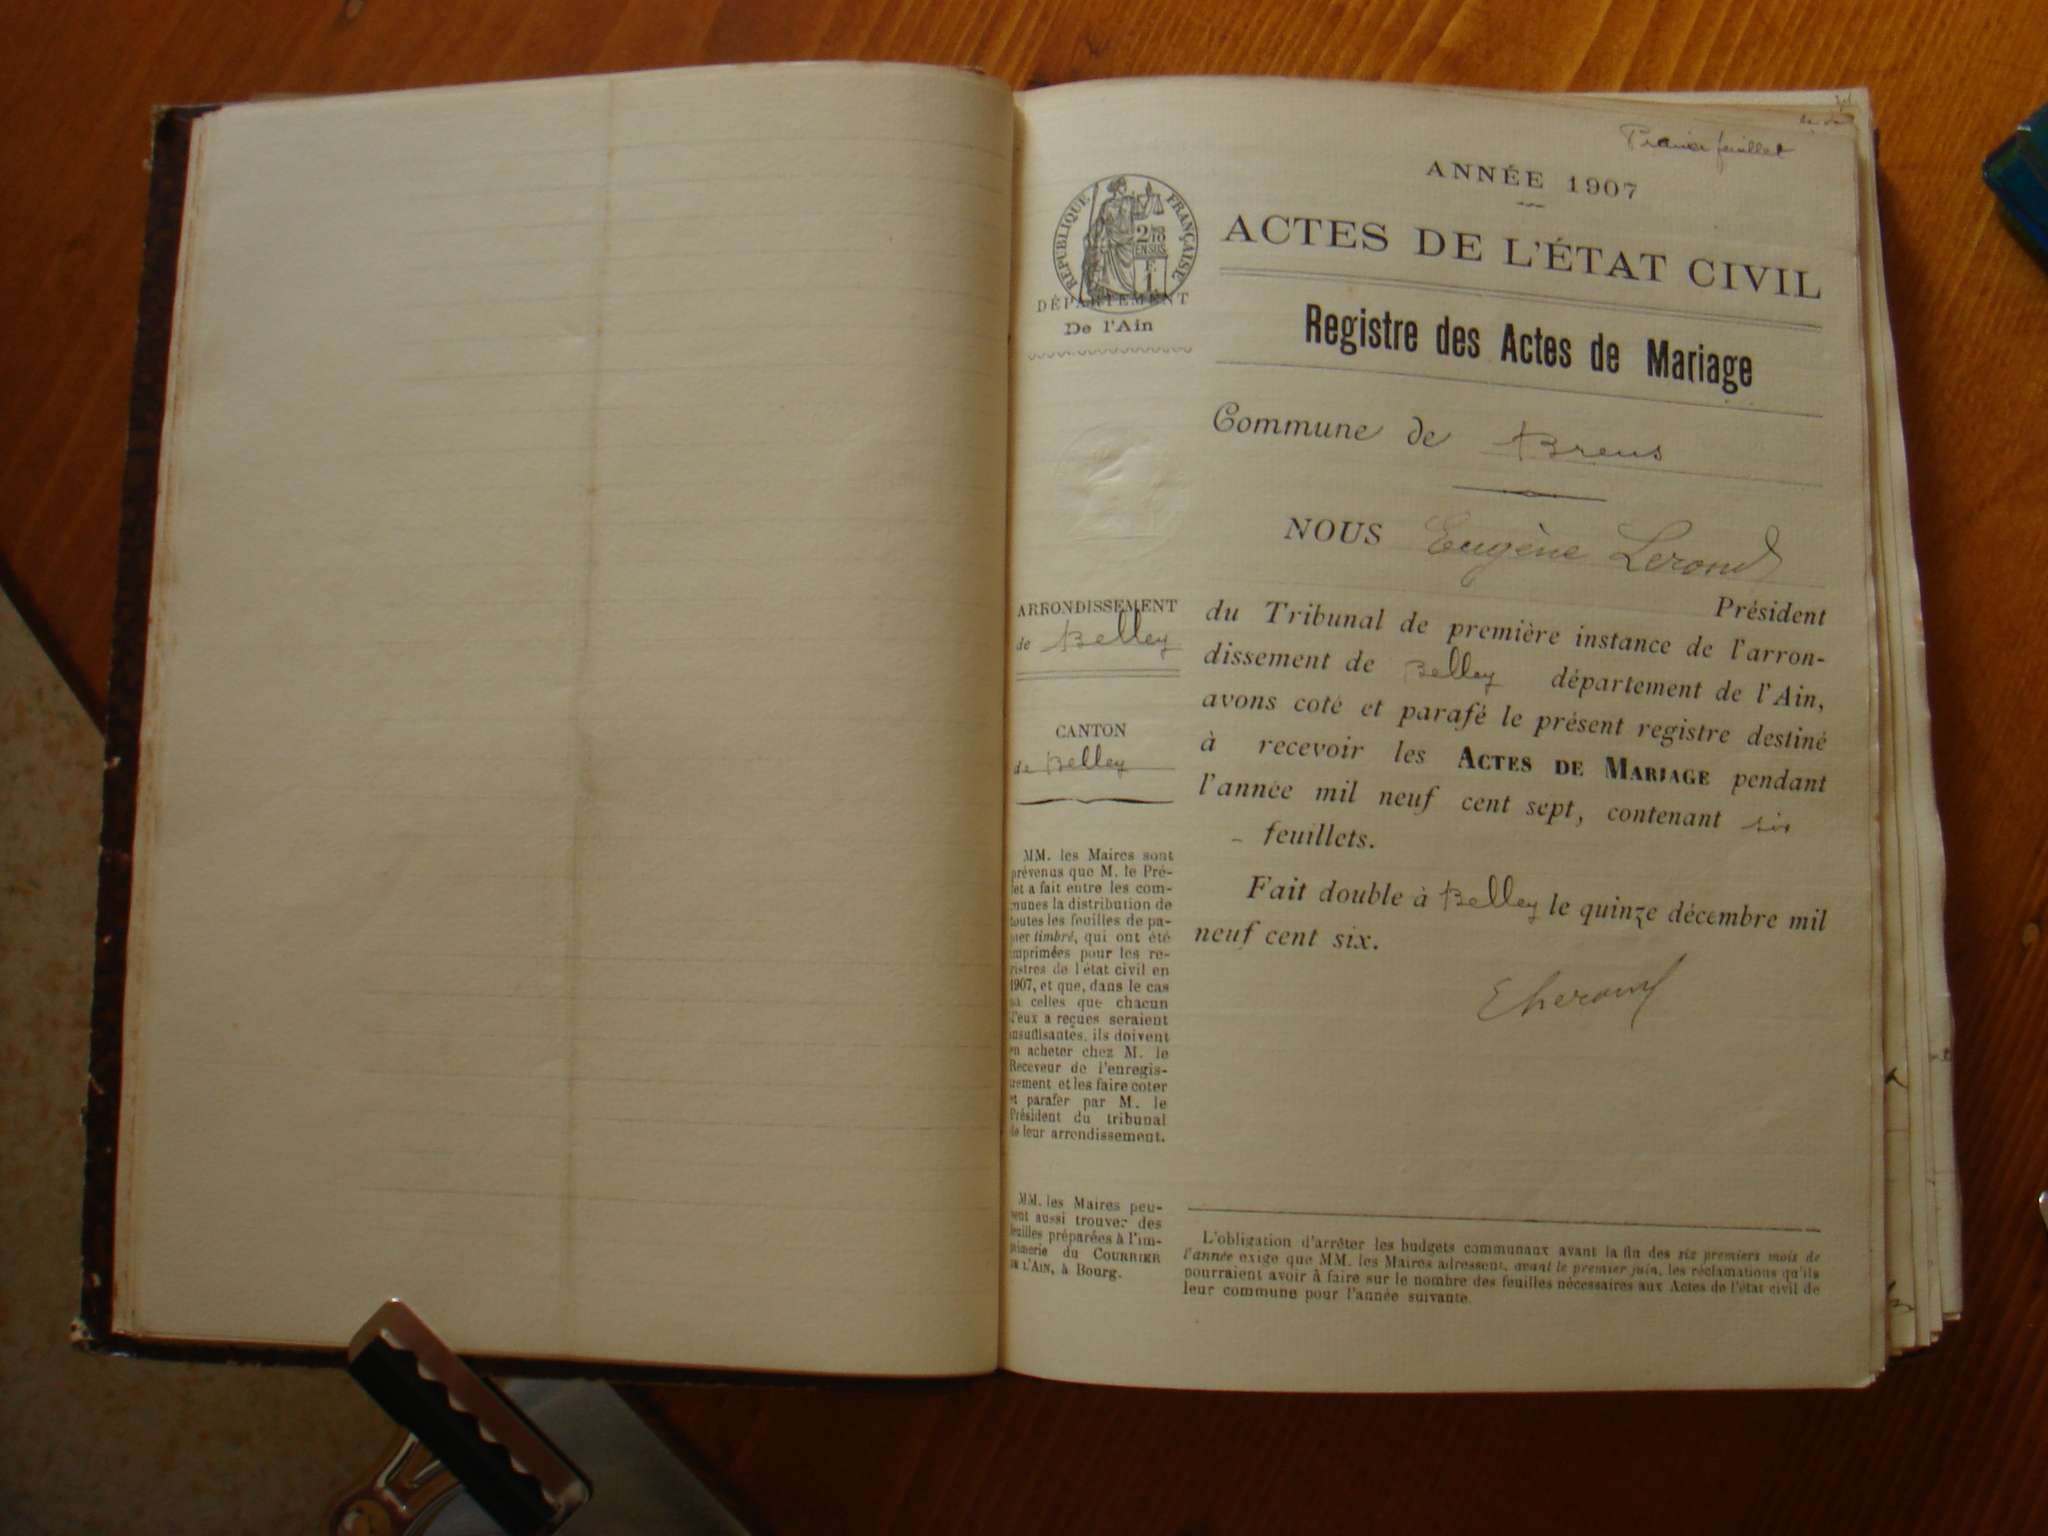 Premier feuillet
ANNÉE 1907
RÉPUBLIQUE FRANÇAISE
2/10
EN SUS
F.
1
ACTES DE L'ÉTAT CIVIL
DÉPARTEMENT
De l'Ain
Registre des Actes de Mariage
Commune de Brens
NOUS Eugène Lerond
Président
du Tribunal de première instance de l'arron-
dissement de Belley département de l'Ain,
avons coté et parafé le présent registre destiné
à recevoir les ACTES DE MARIAGE pendant
l'année mil neuf cent sept, contenant six
feuillets.
Fait double à Belley le quinze décembre mil
neuf cent six.
ARRONDISSEMENT
de Belley
CANTON
de Belley
MM. les Maires sont
prévenus que M. le Pré-
fet a fait entre les com-
munes la distribution de
toutes les feuilles de pa-
pier timbré, qui ont été
imprimées pour les re-
gistres de l'état civil en
1907, et que, dans le cas
où celles que chacun
d'eux a reçues seraient
insuffisantes, ils doivent
en acheter chez M. le
Receveur de l'enregis-
trement et les faire coter
et parafer par M. le
Président du tribunal
de leur arrondissement.
MM. les Maires peu-
vent aussi trouver des
feuilles préparées à l'im-
primerie du COURRIER
DE L'AIN, à Bourg.
L'obligation d'arrêter les budgets communaux avant la fin des six premiers mois de
l'année exige que MM. les Maires adressent, avant le premier juin, les réclamations qu'ils
pourraient avoir à faire sur le nombre des feuilles nécessaires aux Actes de l'état civil de
leur commune pour l'année suivante.